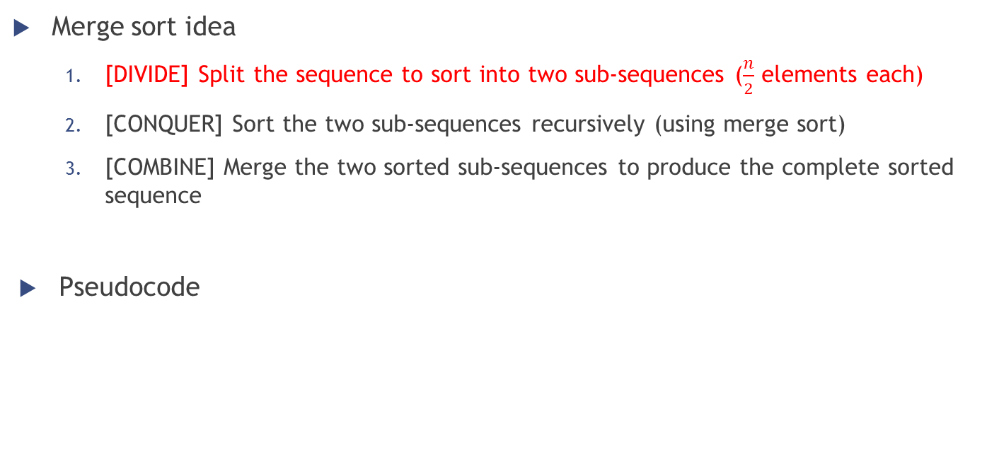 Merge sort idea
1. [DIVIDE] Split the sequence to sort into two sub-sequences (n/2 elements each)
2. [CONQUER] Sort the two sub-sequences recursively (using merge sort)
3. [COMBINE] Merge the two sorted sub-sequences to produce the complete sorted
sequence
Pseudocode